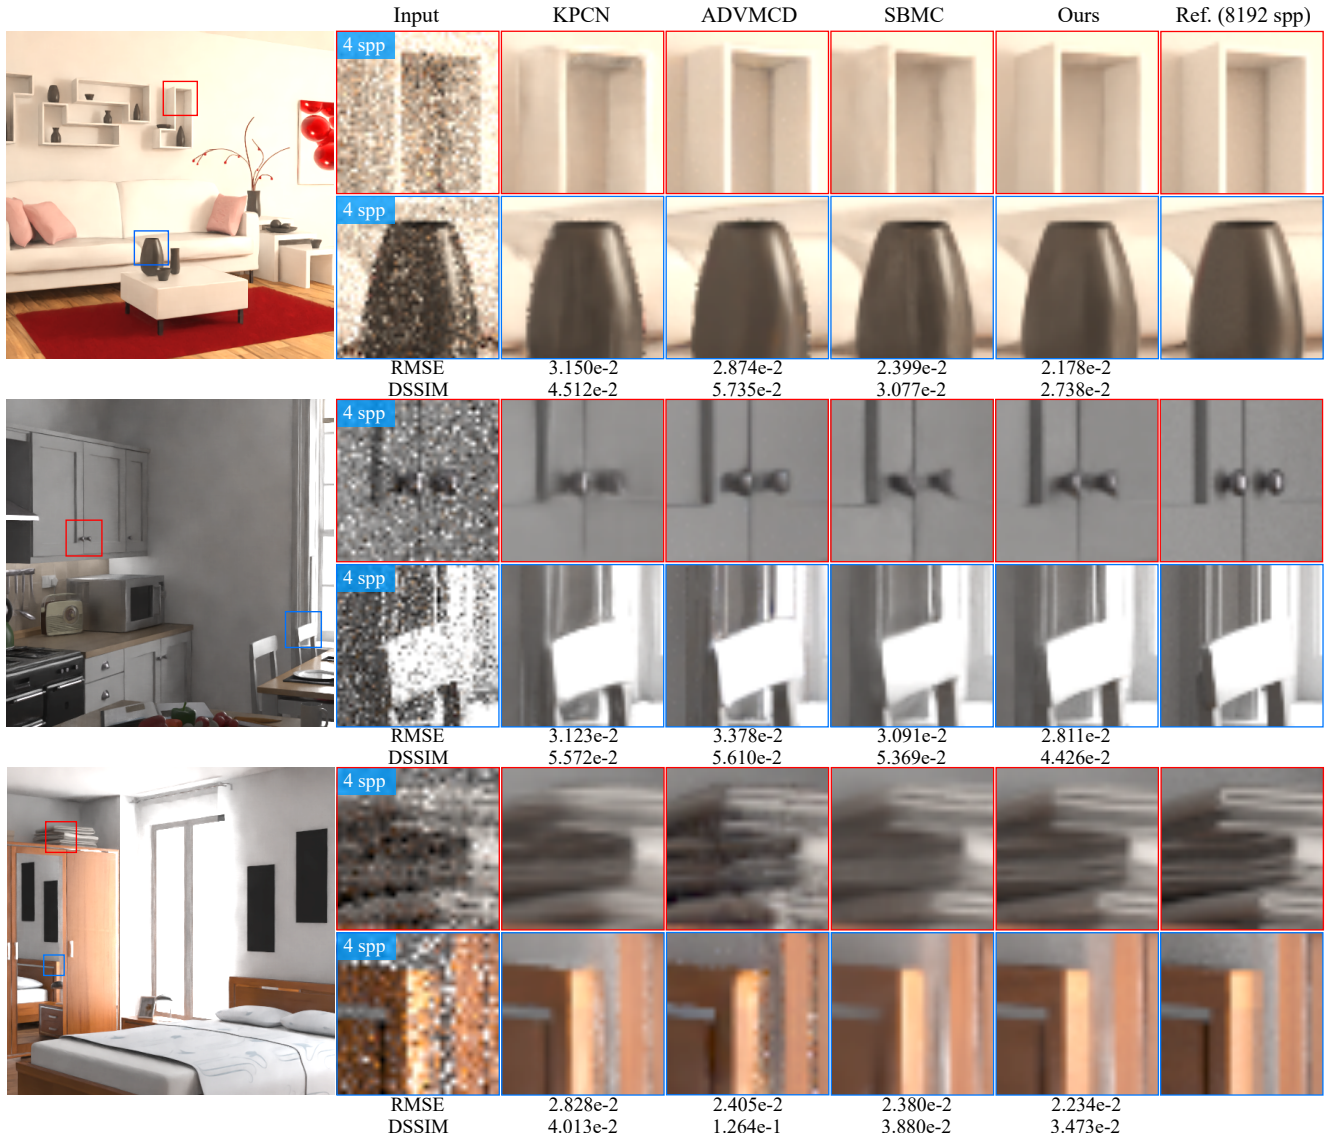 Input KPCN ADVMCD SBMC Ours Ref. (8192 spp)
4 spp
4 spp
RMSE 3.150e-2 2.874e-2 2.399e-2 2.178e-2
DSSIM 4.512e-2 5.735e-2 3.077e-2 2.738e-2
4 spp
4 spp
RMSE 3.123e-2 3.378e-2 3.091e-2 2.811e-2
DSSIM 5.572e-2 5.610e-2 5.369e-2 4.426e-2
4 spp
4 spp
RMSE 2.828e-2 2.405e-2 2.380e-2 2.234e-2
DSSIM 4.013e-2 1.264e-1 3.880e-2 3.473e-2